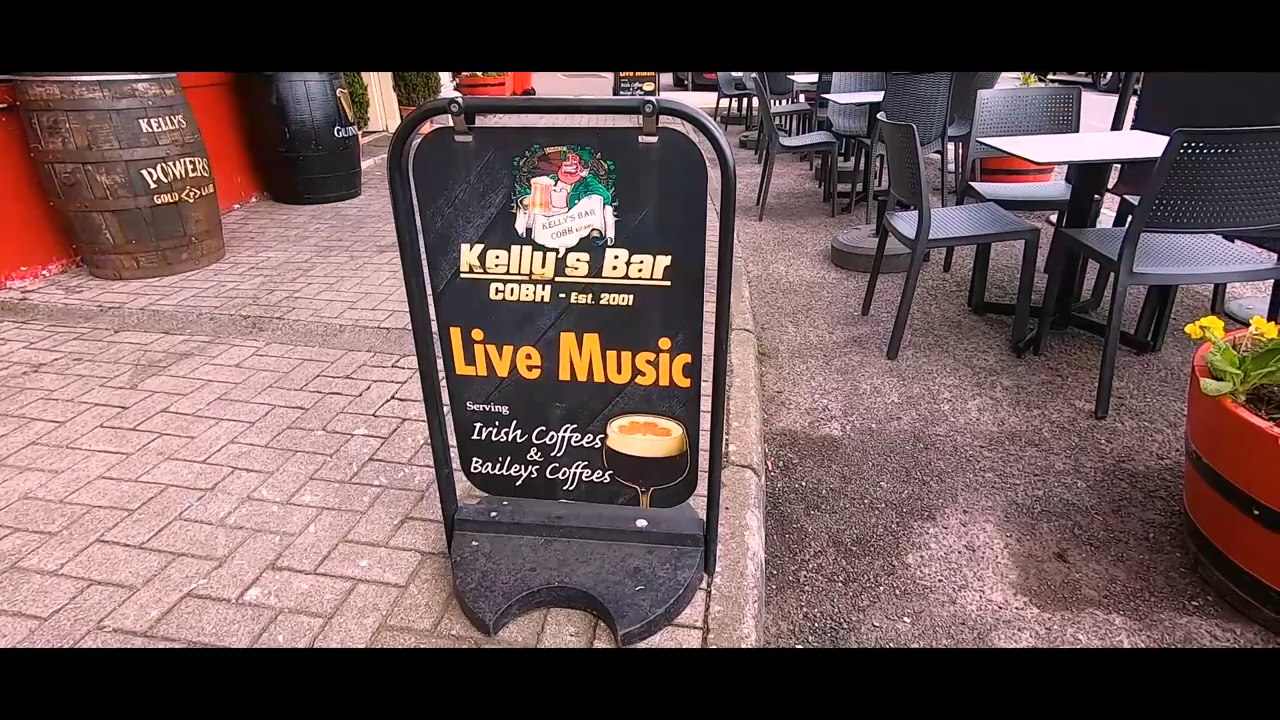 KELLYS
POWERS
GOLD LABEL
GUIN
Live Music
KELLY'S BAR
COBH
Kelly's Bar
COBH - Est. 2001
Live Music
Serving
Irish Coffees
&
Baileys Coffees